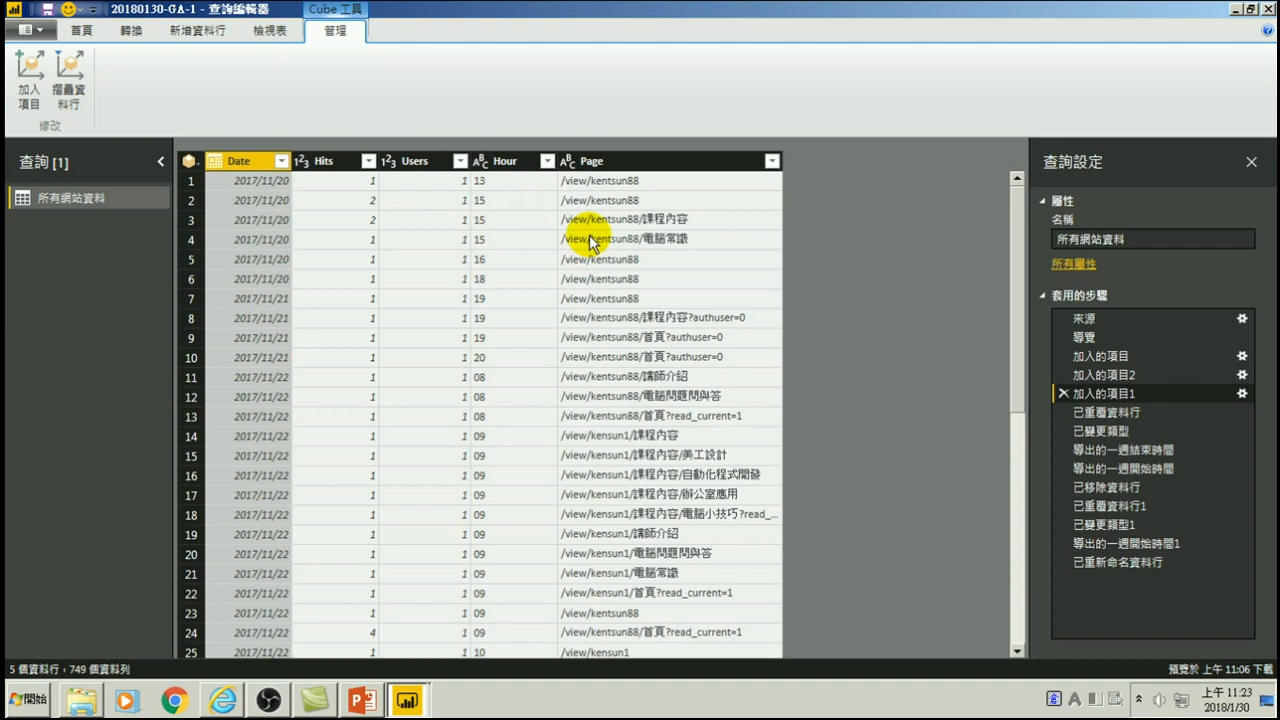 20180130-GA-1 - 查詢編輯器
Cube 工具
首頁 轉換 新增資料行 檢視表 管理
加入項目
摺疊資料行
修改
查詢 [1]
所有網站資料
Date Hits Users Hour Page
1 2017/11/20 1 1 13 /view/kentsun88
2 2017/11/20 2 1 15 /view/kentsun88
3 2017/11/20 2 1 15 /view/kentsun88/課程內容
4 2017/11/20 1 1 15 /view/kentsun88/電腦常識
5 2017/11/20 1 1 16 /view/kentsun88
6 2017/11/20 1 1 18 /view/kentsun88
7 2017/11/21 1 1 19 /view/kentsun88
8 2017/11/21 1 1 19 /view/kentsun88/課程內容?authuser=0
9 2017/11/21 1 1 19 /view/kentsun88/首頁?authuser=0
10 2017/11/21 1 1 20 /view/kentsun88/首頁?authuser=0
11 2017/11/22 1 1 08 /view/kentsun88/講師介紹
12 2017/11/22 1 1 08 /view/kentsun88/電腦問題問與答
13 2017/11/22 1 1 08 /view/kentsun88/首頁?read_current=1
14 2017/11/22 1 1 09 /view/kensun1/課程內容
15 2017/11/22 1 1 09 /view/kensun1/課程內容/美工設計
16 2017/11/22 1 1 09 /view/kensun1/課程內容/自動化程式開發
17 2017/11/22 1 1 09 /view/kensun1/課程內容/辦公室應用
18 2017/11/22 1 1 09 /view/kensun1/課程內容/電腦小技巧?read_...
19 2017/11/22 1 1 09 /view/kensun1/講師介紹
20 2017/11/22 1 1 09 /view/kensun1/電腦問題問與答
21 2017/11/22 1 1 09 /view/kensun1/電腦常識
22 2017/11/22 1 1 09 /view/kensun1/首頁?read_current=1
23 2017/11/22 1 1 09 /view/kentsun88
24 2017/11/22 4 1 09 /view/kentsun88/首頁?read_current=1
25 2017/11/22 1 1 10 /view/kensun1
查詢設定
屬性
名稱
所有網站資料
所有屬性
套用的步驟
來源
導覽
加入的項目
加入的項目2
加入的項目1
已重覆資料行
已變更類型
導出的一週結束時間
導出的一週開始時間
已移除資料行
已重覆資料行1
已變更類型1
導出的一週開始時間1
已重新命名資料行
5 個資料行，749 個資料列
預覽於 上午 11:06 下載
開始
上午 11:23
2018/1/30